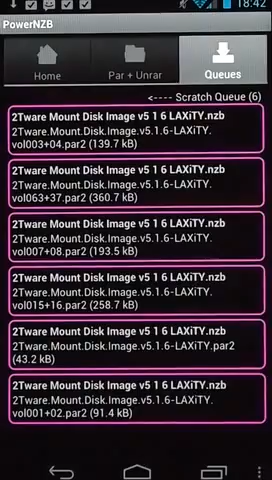 18:42
PowerNZB
Home
Par + Unrar
Queues
<---- Scratch Queue (6)
2Tware Mount Disk Image v5 1 6 LAXiTY.nzb
2Tware.Mount.Disk.Image.v5.1.6-LAXiTY.
vol003+04.par2 (139.7 kB)
2Tware Mount Disk Image v5 1 6 LAXiTY.nzb
2Tware.Mount.Disk.Image.v5.1.6-LAXiTY.
vol063+37.par2 (360.7 kB)
2Tware Mount Disk Image v5 1 6 LAXiTY.nzb
2Tware.Mount.Disk.Image.v5.1.6-LAXiTY.
vol007+08.par2 (193.5 kB)
2Tware Mount Disk Image v5 1 6 LAXiTY.nzb
2Tware.Mount.Disk.Image.v5.1.6-LAXiTY.
vol015+16.par2 (258.7 kB)
2Tware Mount Disk Image v5 1 6 LAXiTY.nzb
2Tware.Mount.Disk.Image.v5.1.6-LAXiTY.par2
(43.2 kB)
2Tware Mount Disk Image v5 1 6 LAXiTY.nzb
2Tware.Mount.Disk.Image.v5.1.6-LAXiTY.
vol001+02.par2 (91.4 kB)